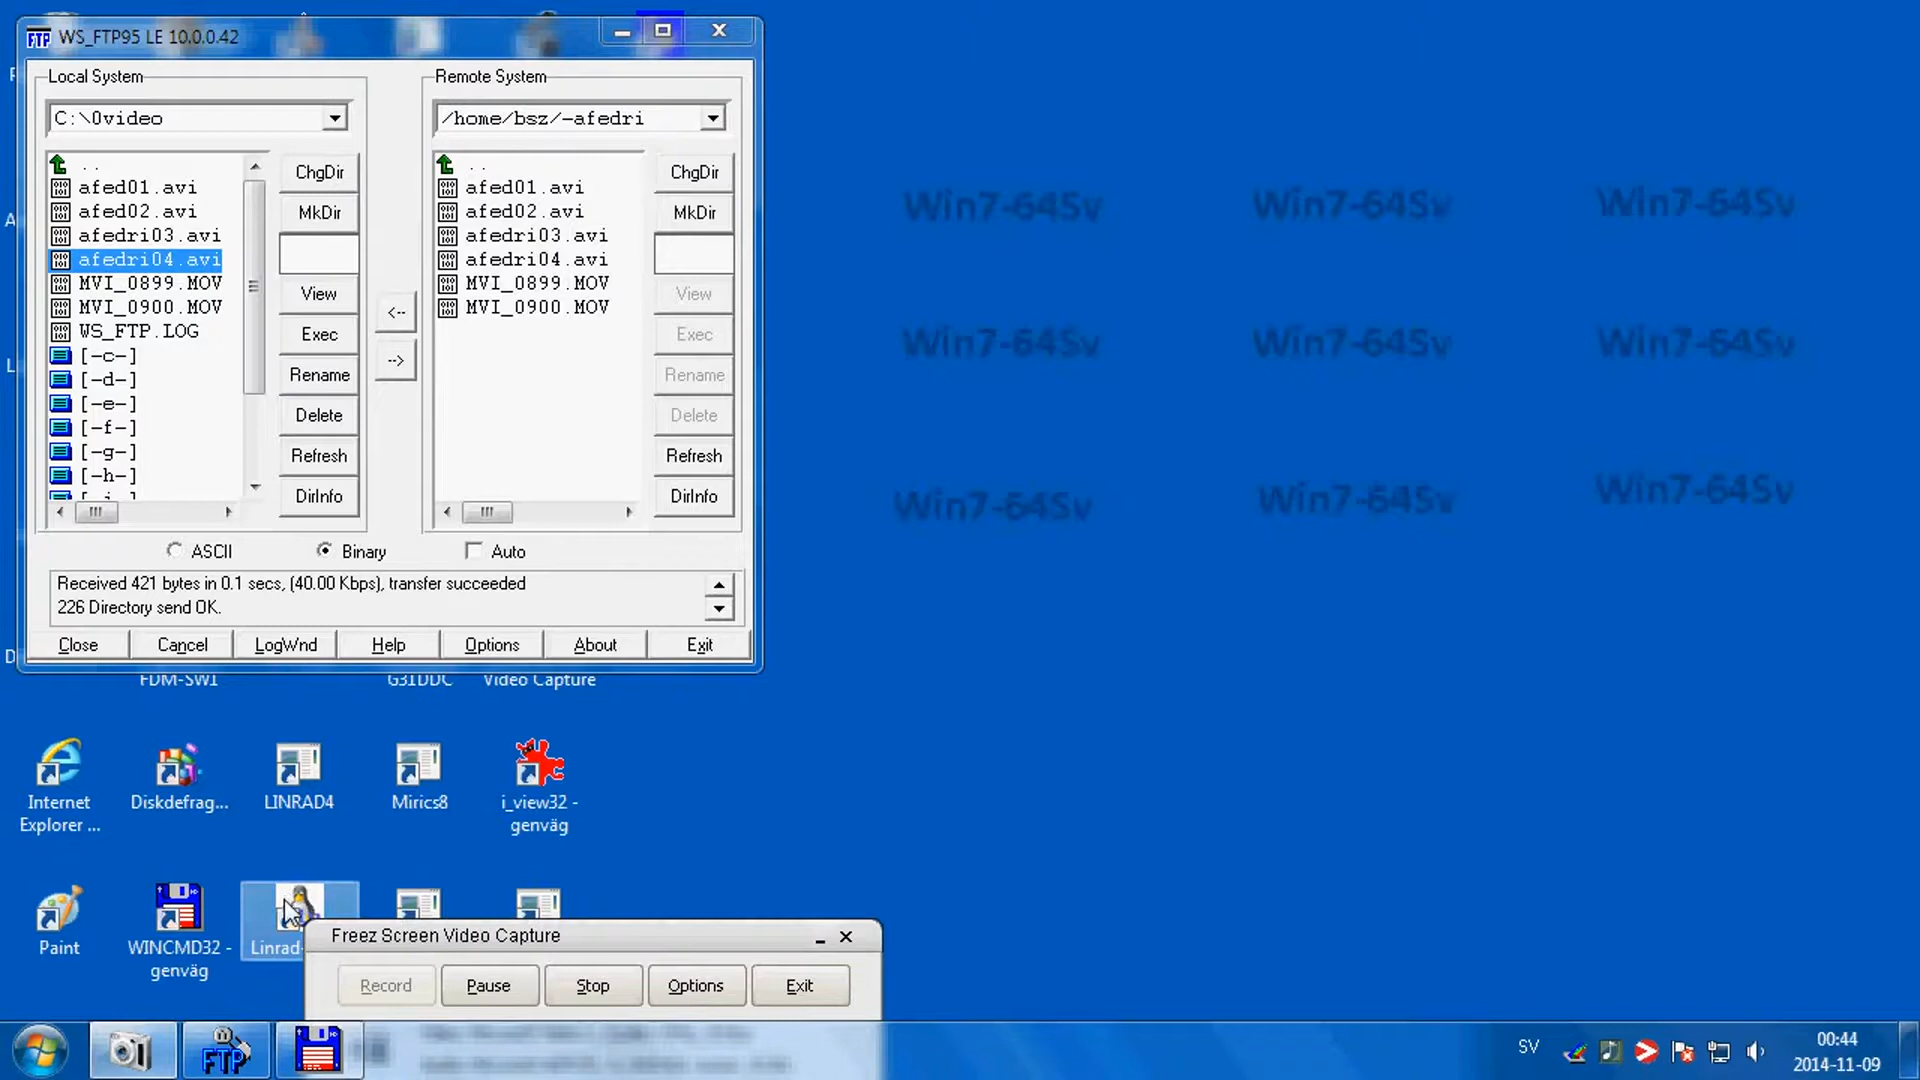 WS_FTP95 LE 10.0.0.42
Local System
Remote System
C:\0video
/home/bsz/-afedri
..
afed01.avi
afed02.avi
afedri03.avi
afedri04.avi
MVI_0899.MOV
MVI_0900.MOV
WS_FTP.LOG
[-c-]
[-d-]
[-e-]
[-f-]
[-g-]
[-h-]
ChgDir
MkDir
View
Exec
Rename
Delete
Refresh
DirInfo
<--
-->
..
afed01.avi
afed02.avi
afedri03.avi
afedri04.avi
MVI_0899.MOV
MVI_0900.MOV
ChgDir
MkDir
View
Exec
Rename
Delete
Refresh
DirInfo
ASCII
Binary
Auto
Received 421 bytes in 0.1 secs, (40.00 Kbps), transfer succeeded
226 Directory send OK.
Close
Cancel
LogWnd
Help
Options
About
Exit
Win7-64Sv Win7-64Sv Win7-64Sv
Win7-64Sv Win7-64Sv Win7-64Sv
Win7-64Sv Win7-64Sv Win7-64Sv
FDM-SW1
G31DDC
Video Capture
Internet
Explorer ...
Diskdefrag...
LINRAD4
Mirics8
i_view32 -
genväg
Paint
WINCMD32 -
genväg
Linrad
Freez Screen Video Capture
Record
Pause
Stop
Options
Exit
FTP
SV
00:44
2014-11-09